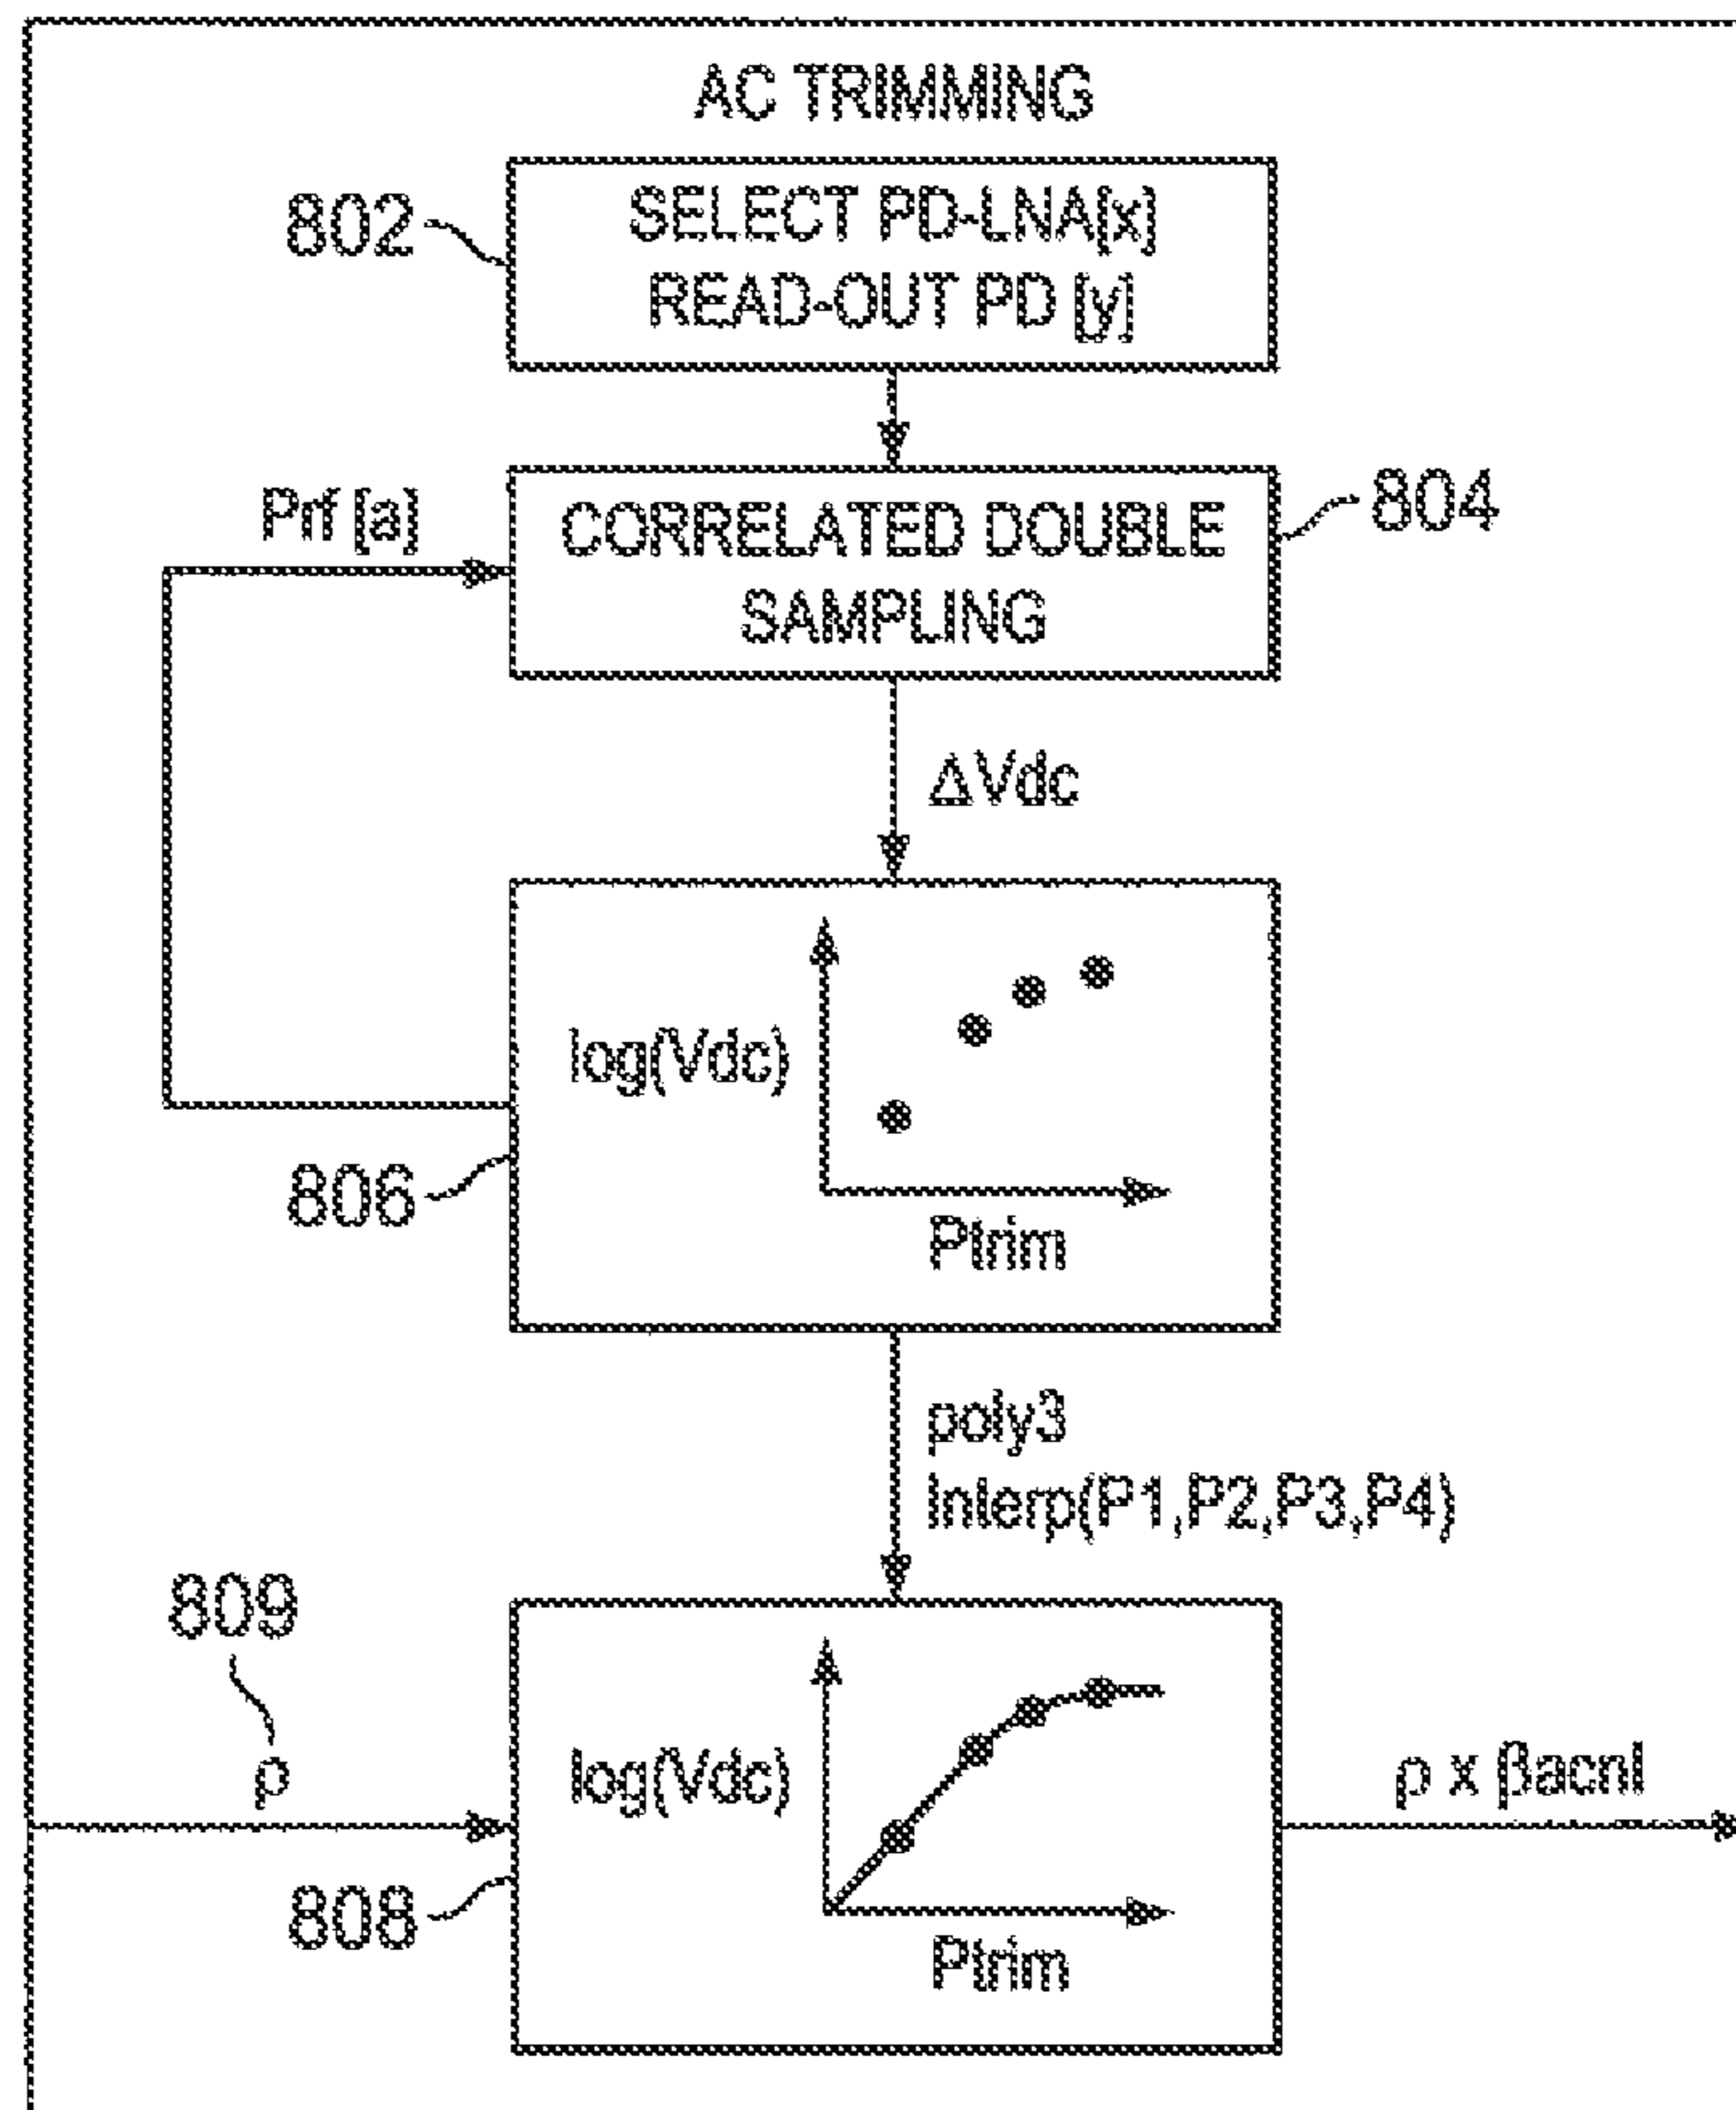 AC TRIMMING
802
SELECT PD-LNA[x]
READ-OUT PD [y]
Prf [a]
CORRELATED DOUBLE
SAMPLING
804
ΔVdc
log(Vdc)
Ptrim
806
poly3
Interp(P1,P2,P3,P4)
809
ρ
log(Vdc)
Ptrim
808
ρ x βacnl